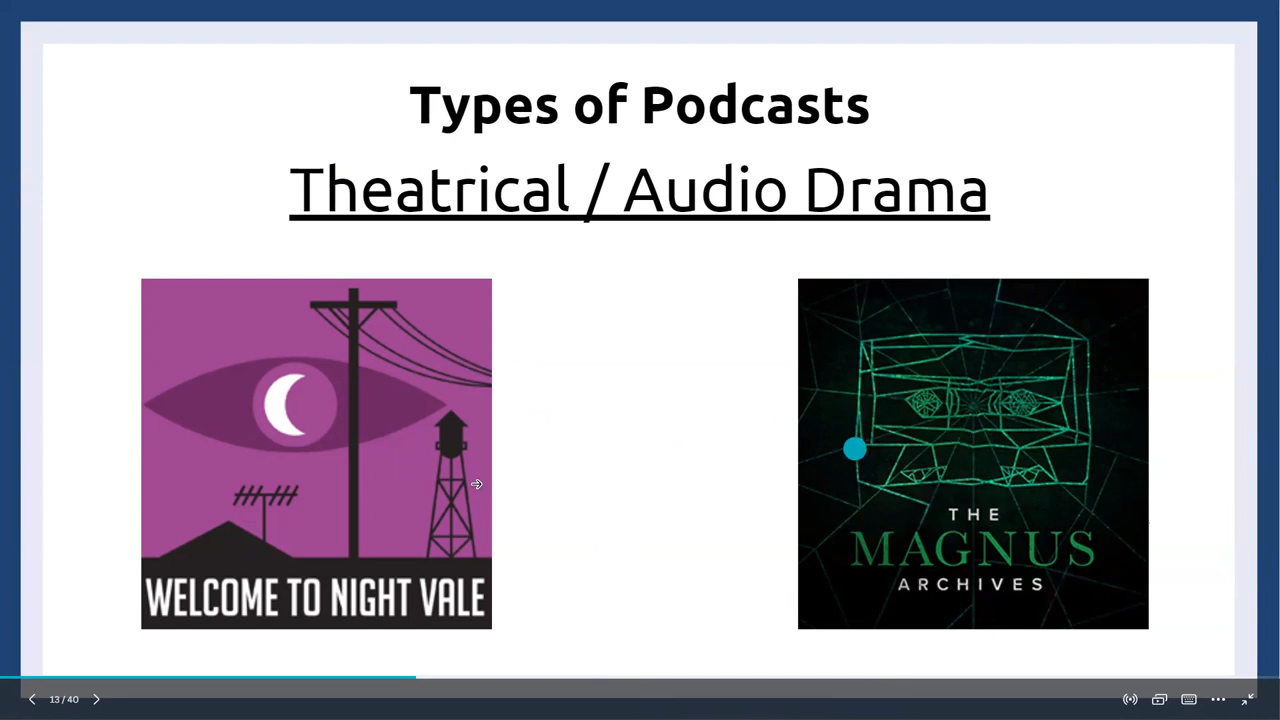 Types of Podcasts
Theatrical / Audio Drama
WELCOME TO NIGHT VALE
THE
MAGNUS
ARCHIVES
13 / 40